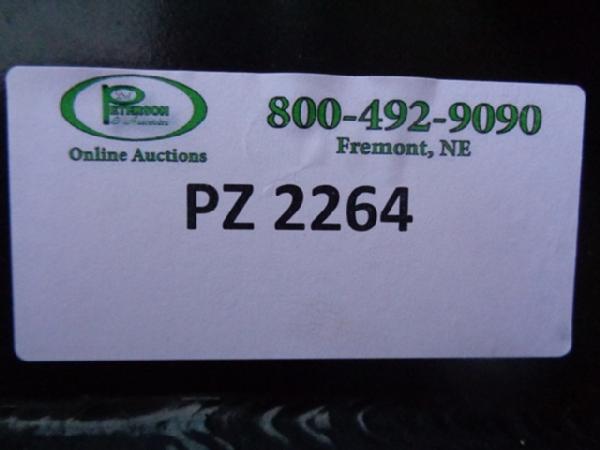 PETERSON
800-492-9090
Online Auctions
Fremont, NE
PZ 2264